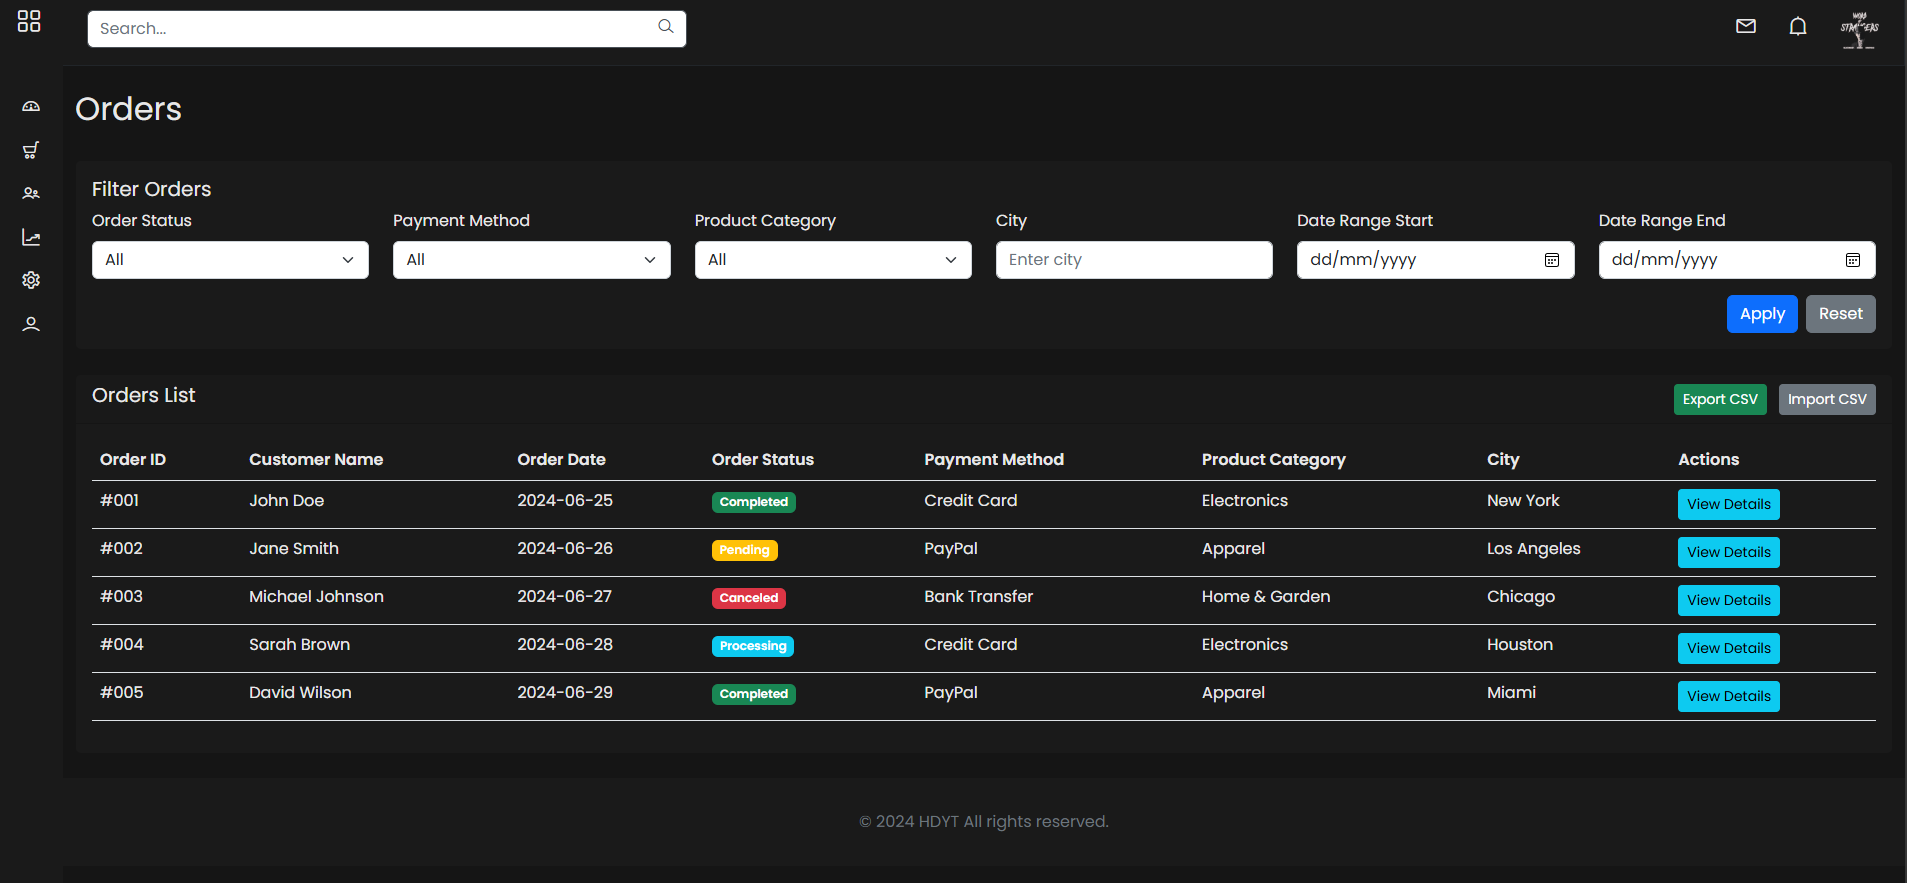 Search...
Orders
Filter Orders
Order Status Payment Method Product Category City Date Range Start Date Range End
All All All Enter city dd/mm/yyyy dd/mm/yyyy
Apply Reset
Orders List Export CSV Import CSV
Order ID Customer Name Order Date Order Status Payment Method Product Category City Actions
#001 John Doe 2024-06-25 Completed Credit Card Electronics New York View Details
#002 Jane Smith 2024-06-26 Pending PayPal Apparel Los Angeles View Details
#003 Michael Johnson 2024-06-27 Canceled Bank Transfer Home & Garden Chicago View Details
#004 Sarah Brown 2024-06-28 Processing Credit Card Electronics Houston View Details
#005 David Wilson 2024-06-29 Completed PayPal Apparel Miami View Details
© 2024 HDYT All rights reserved.